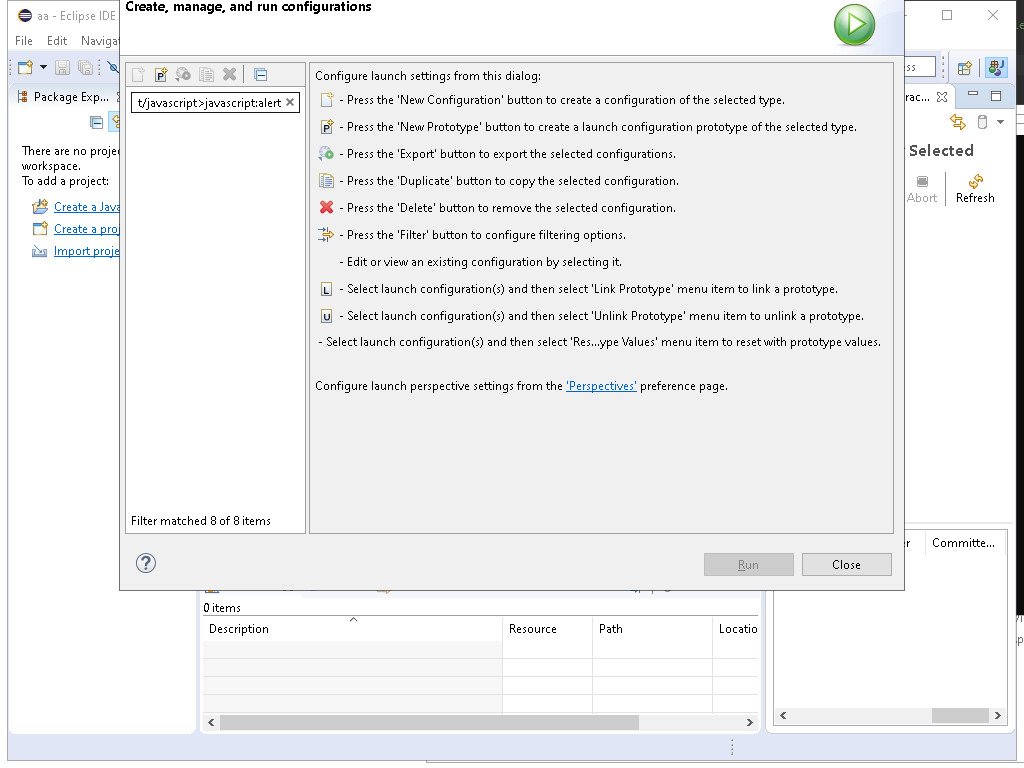 aa - Eclipse IDE
Create, manage, and run configurations
File Edit
P
Package Exp...
t/javascript>javascript:alert
Configure launch settings from this dialog:
- Press the 'New Configuration' button to create a configuration of the selected type.
P - Press the 'New Prototype' button to create a launch configuration prototype of the selected type.
- Press the 'Export' button to export the selected configurations.
- Press the 'Duplicate' button to copy the selected configuration.
- Press the 'Delete' button to remove the selected configuration.
- Press the 'Filter' button to configure filtering options.
- Edit or view an existing configuration by selecting it.
L - Select launch configuration(s) and then select 'Link Prototype' menu item to link a prototype.
U - Select launch configuration(s) and then select 'Unlink Prototype' menu item to unlink a prototype.
- Select launch configuration(s) and then select 'Res...ype Values' menu item to reset with prototype values.
Configure launch perspective settings from the 'Perspectives' preference page.
There are no
workspace.
To add a project:
Create a
Create a
Import
Selected
Abort Refresh
Filter matched 8 of 8 items
?
Run Close
Committe...
0 items
Description Resource Path Locatio